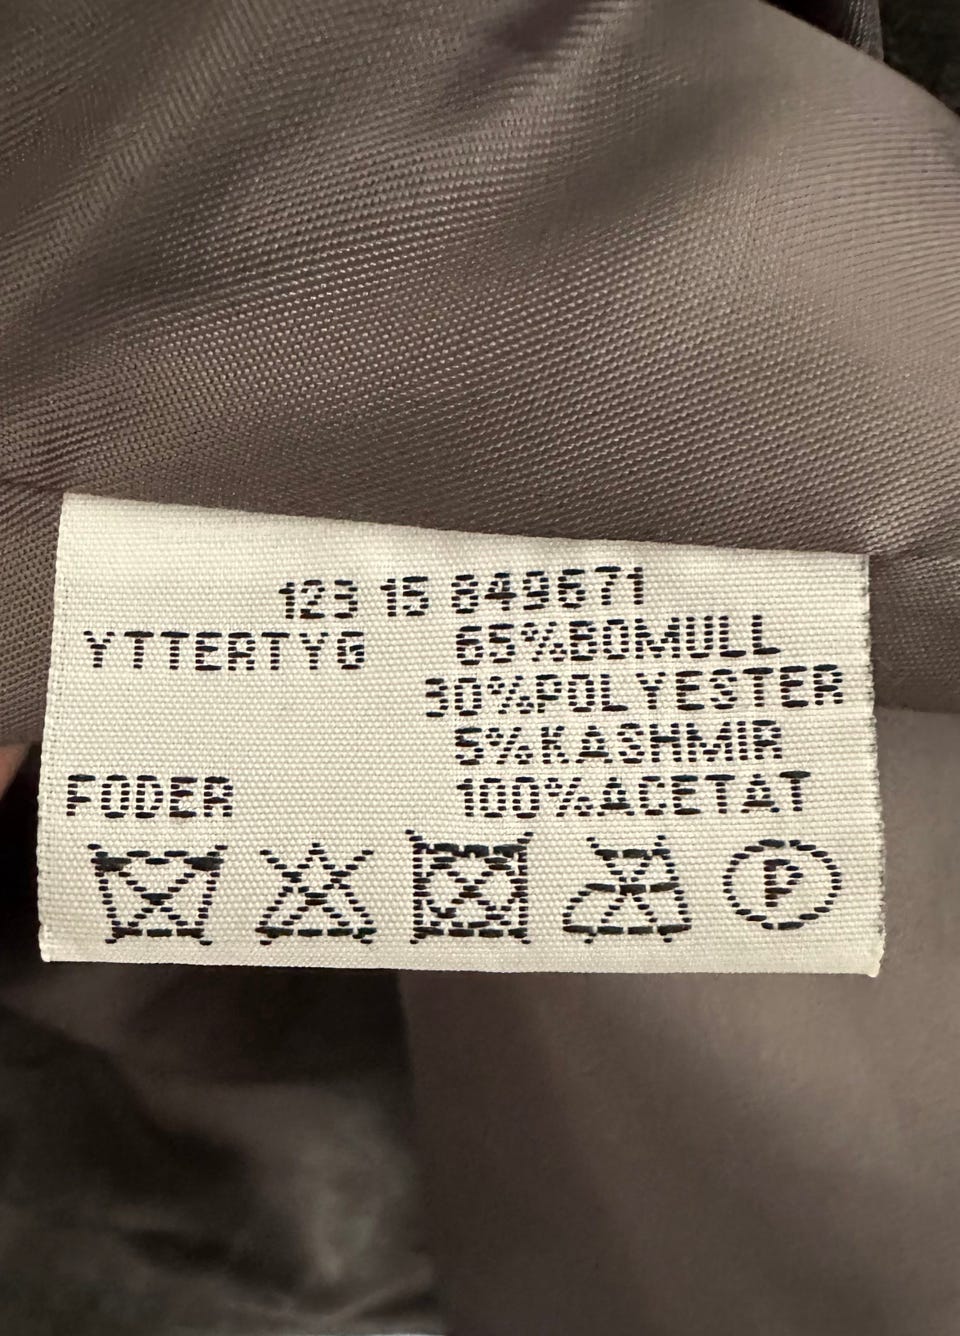 123 15 849671
YTTERTYG 65%BOMULL
30%POLYESTER
5%KASHMIR
FODER 100%ACETAT
P